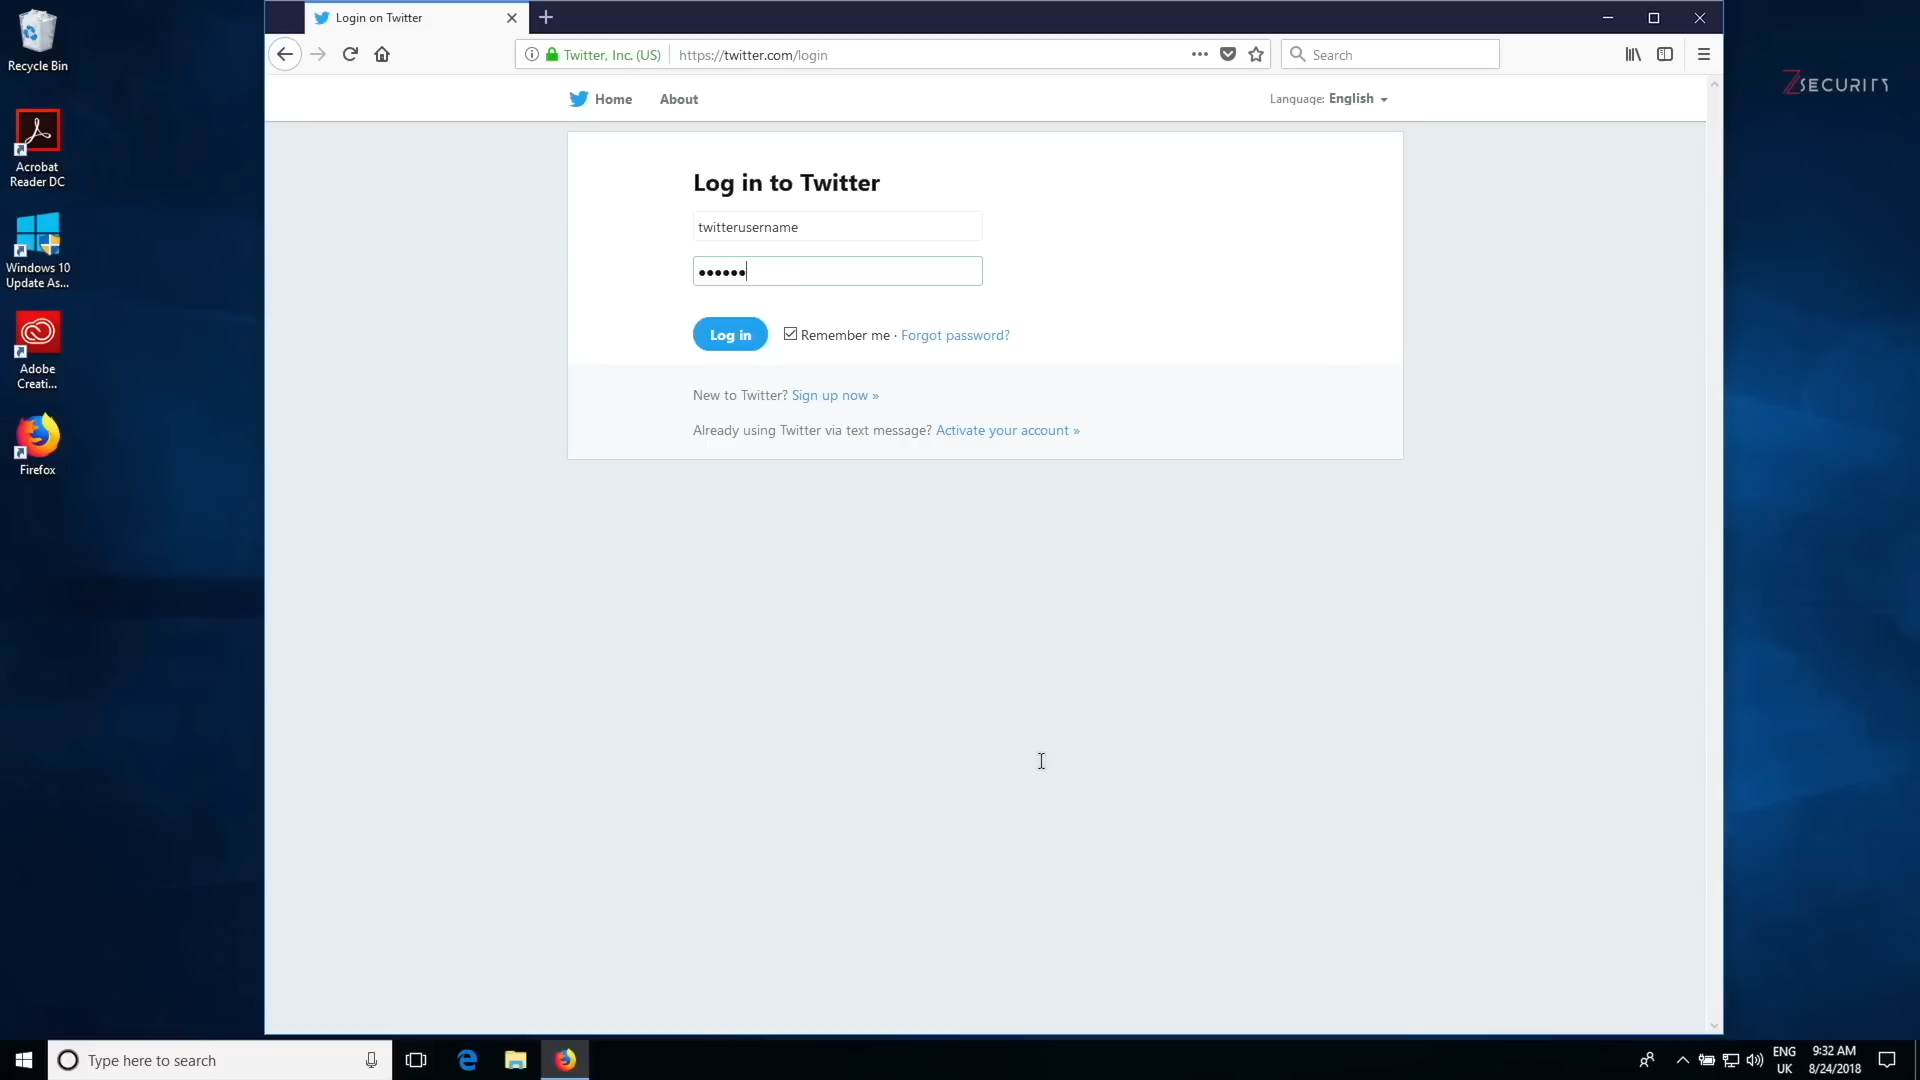 Recycle Bin
Acrobat
Reader DC
Windows 10
Update As...
Adobe
Creati...
Firefox
Login on Twitter
Twitter, Inc. (US)
https://twitter.com/login
Search
ZSECURITY
Home
About
Language: English
Log in to Twitter
twitterusername
••••••
Log in
Remember me · Forgot password?
New to Twitter? Sign up now »
Already using Twitter via text message? Activate your account »
Type here to search
ENG
UK
9:32 AM
8/24/2018